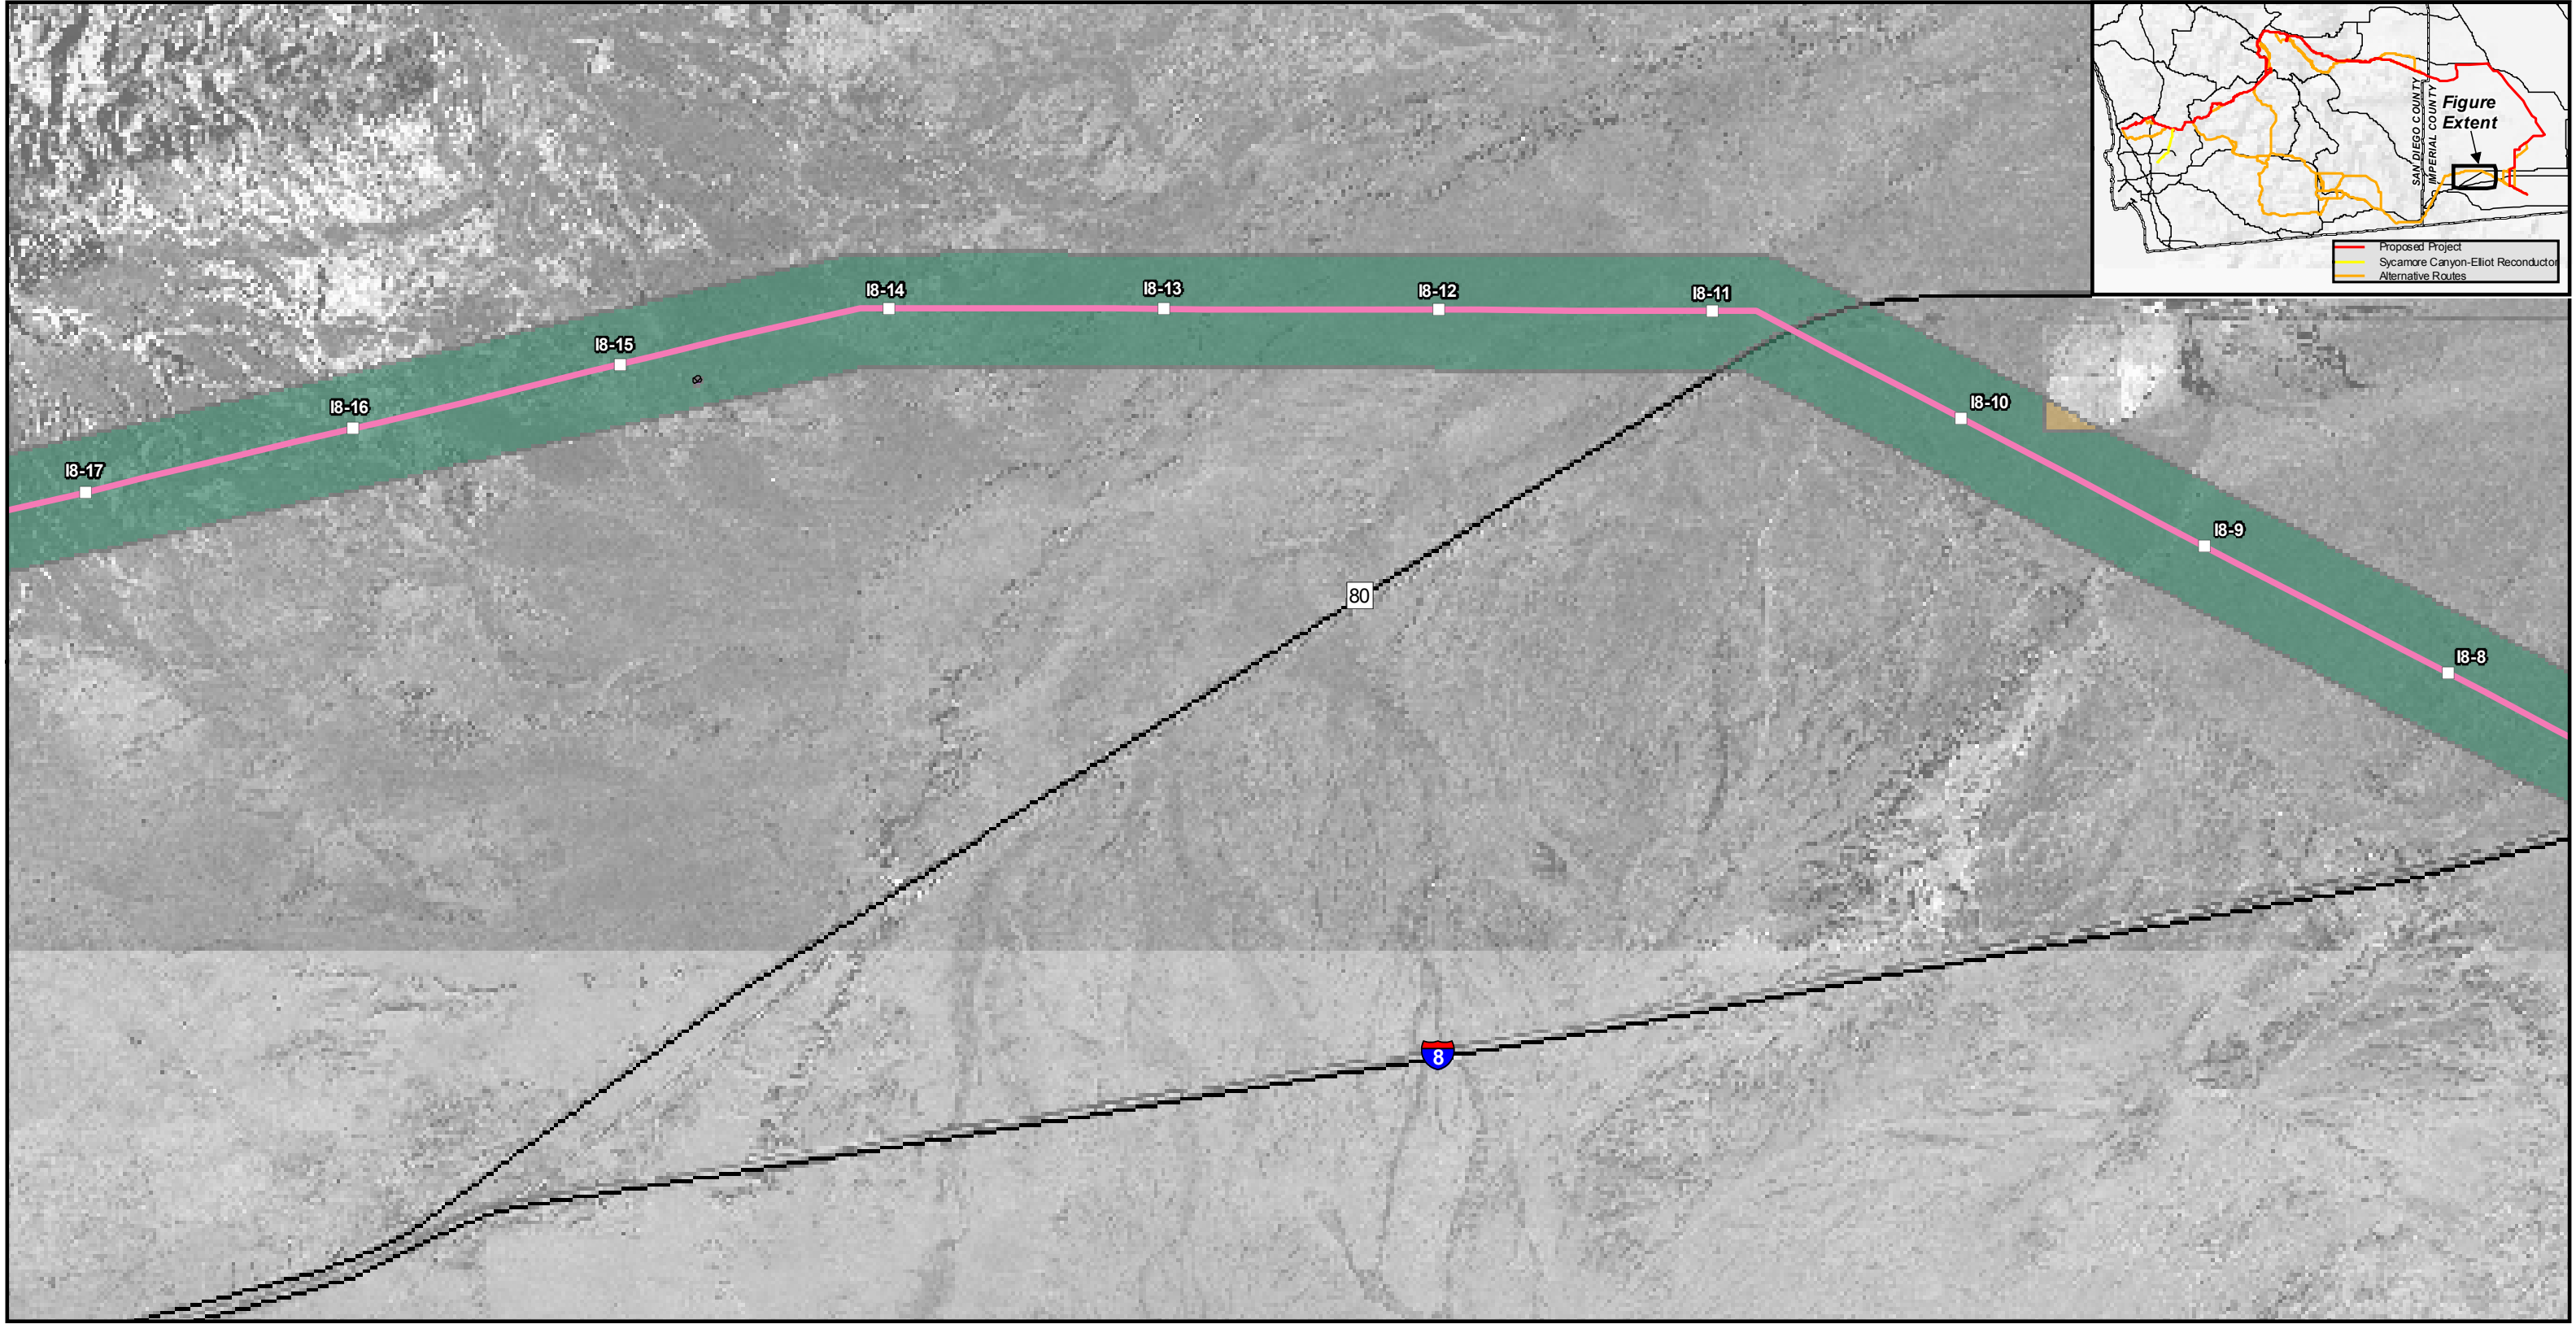 SAN DIEGO COUNTY
IMPERIAL COUNTY
Figure
Extent
Proposed Project
Sycamore Canyon-Elliot Reconductor
Alternative Routes
I8-14
I8-13
I8-12
I8-11
I8-15
I8-16
I8-10
I8-17
I8-9
80
I8-8
8